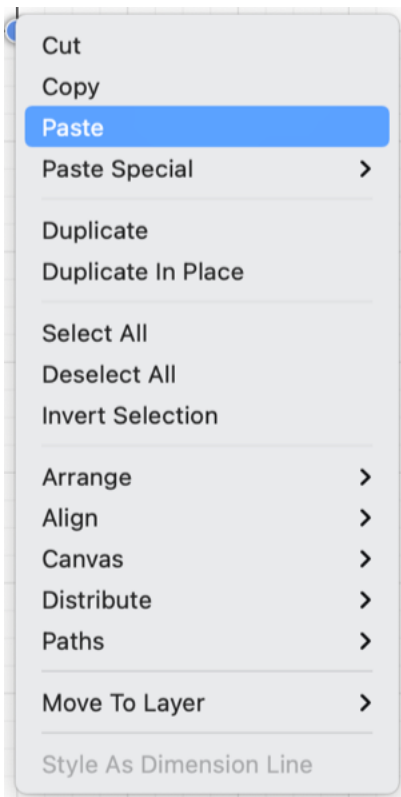 Cut
Copy
Paste
Paste Special
Duplicate
Duplicate In Place
Select All
Deselect All
Invert Selection
Arrange
Align
Canvas
Distribute
Paths
Move To Layer
Style As Dimension Line